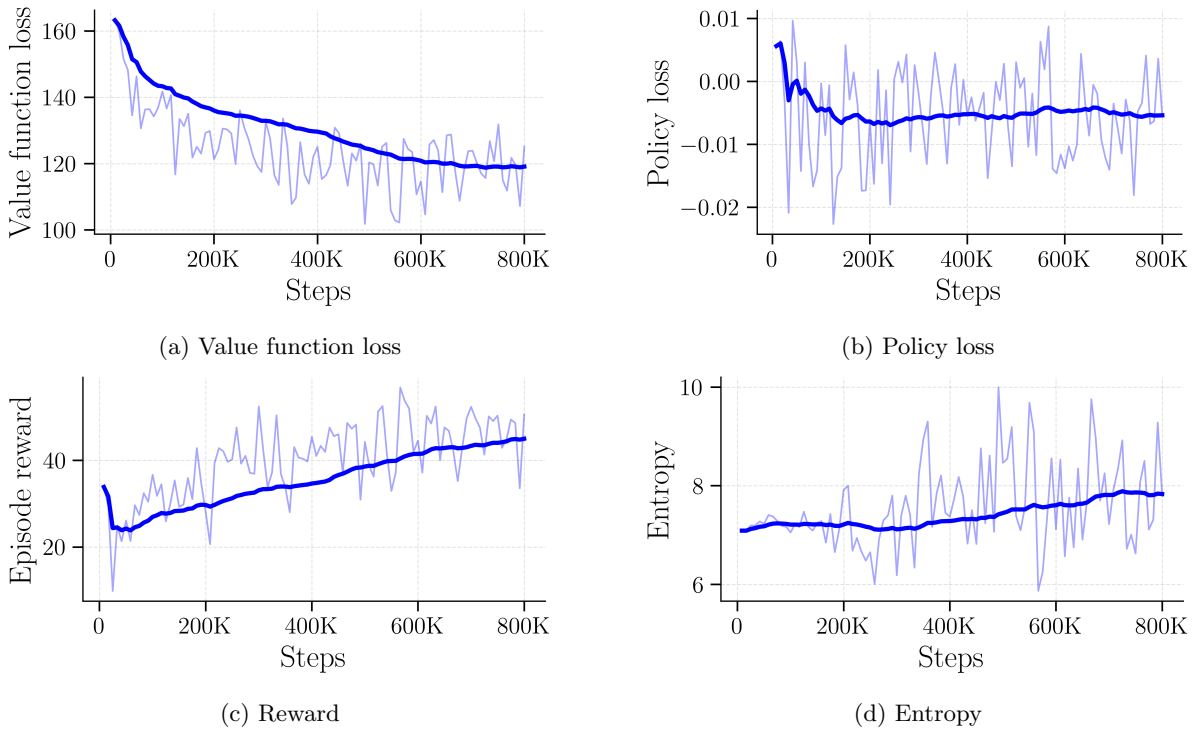 Value function loss
160
140
120
100
0
200K
400K
600K
800K
Steps
(a) Value function loss
Policy loss
0.01
0.00
−0.01
−0.02
0
200K
400K
600K
800K
Steps
(b) Policy loss
Episode reward
40
20
0
200K
400K
600K
800K
Steps
(c) Reward
Entropy
10
8
6
0
200K
400K
600K
800K
Steps
(d) Entropy